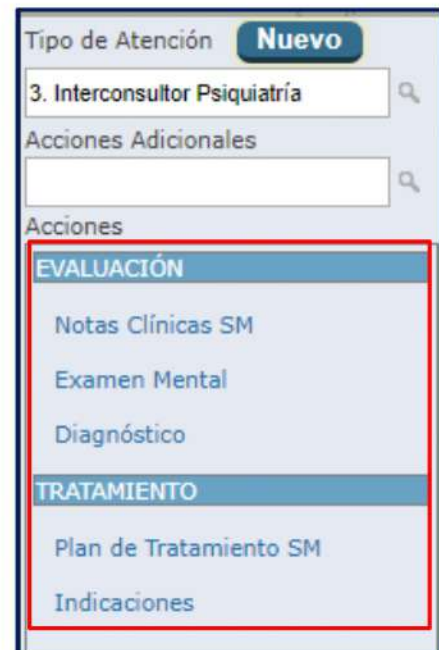 Tipo de Atención Nuevo
3. Interconsultor Psiquiatría
Acciones Adicionales
Acciones
EVALUACIÓN
Notas Clínicas SM
Examen Mental
Diagnóstico
TRATAMIENTO
Plan de Tratamiento SM
Indicaciones